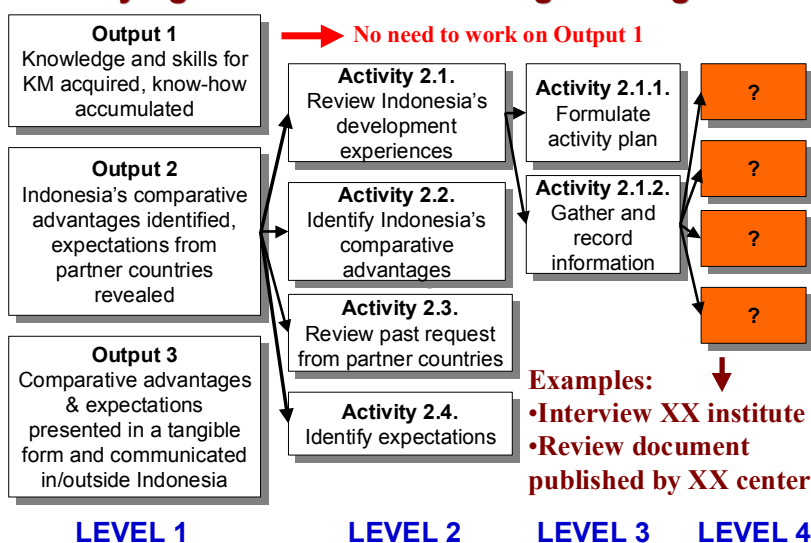 Output 1
Knowledge and skills for
KM acquired, know-how
accumulated
No need to work on Output 1
Output 2
Indonesia's comparative
advantages identified,
expectations from
partner countries
revealed
Output 3
Comparative advantages
& expectations
presented in a tangible
form and communicated
in/outside Indonesia
Activity 2.1.
Review Indonesia's
development
experiences
Activity 2.2.
Identify Indonesia's
comparative
advantages
Activity 2.3.
Review past request
from partner countries
Activity 2.4.
Identify expectations
Activity 2.1.1.
Formulate
activity plan
Activity 2.1.2.
Gather and
record
information
?
?
?
?
Examples:
•Interview XX institute
•Review document
published by XX center
LEVEL 1
LEVEL 2
LEVEL 3
LEVEL 4